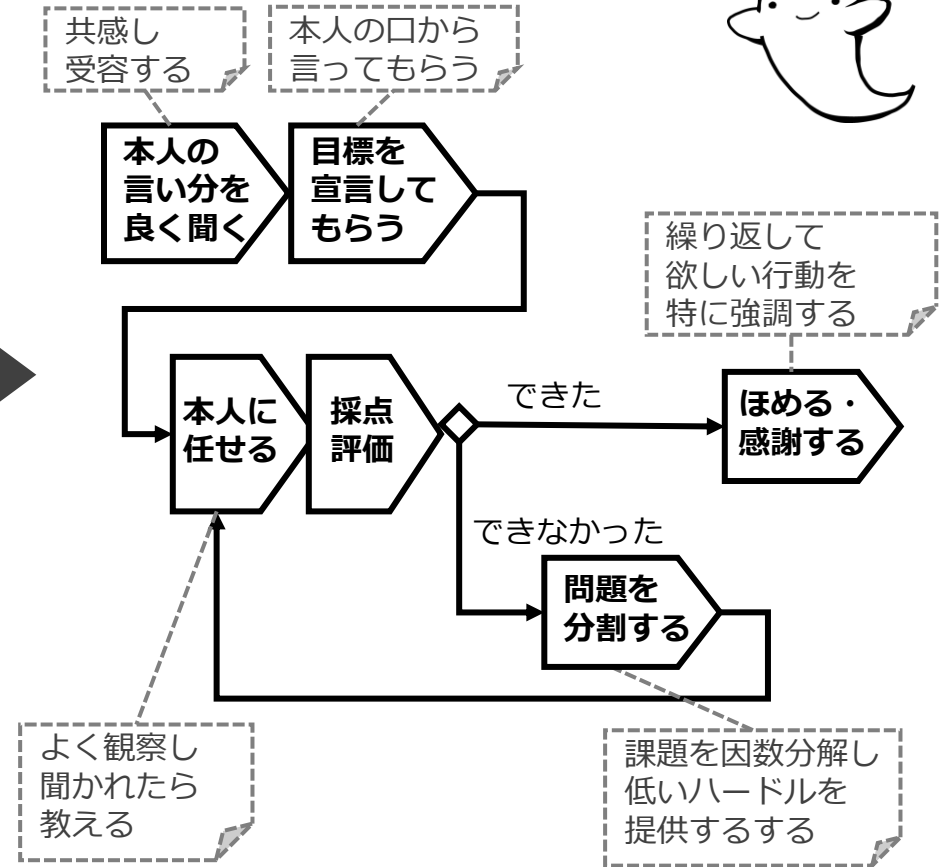 共感し
受容する
本人の口から
言ってもらう
本人の
言い分を
良く聞く
目標を
宣言して
もらう
繰り返して
欲しい行動を
特に強調する
本人に
任せる
採点
評価
できた
ほめる・
感謝する
できなかった
問題を
分割する
よく観察し
聞かれたら
教える
課題を因数分解し
低いハードルを
提供するする